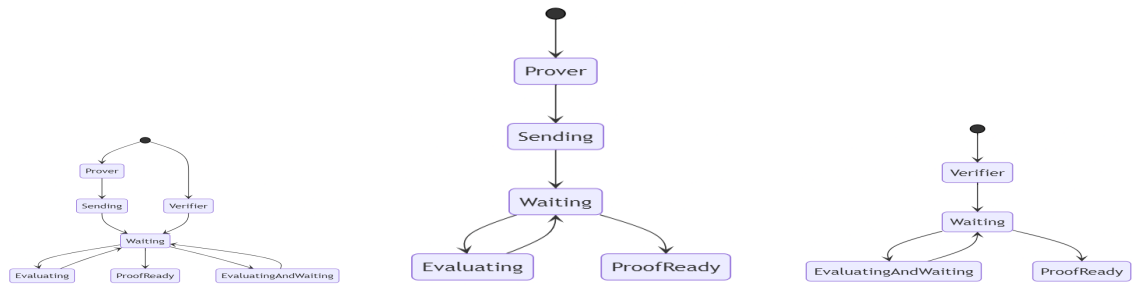 Prover
Sending
Verifier
Waiting
Evaluating
ProofReady
EvaluatingAndWaiting
Prover
Sending
Waiting
Evaluating
ProofReady
Verifier
Waiting
EvaluatingAndWaiting
ProofReady